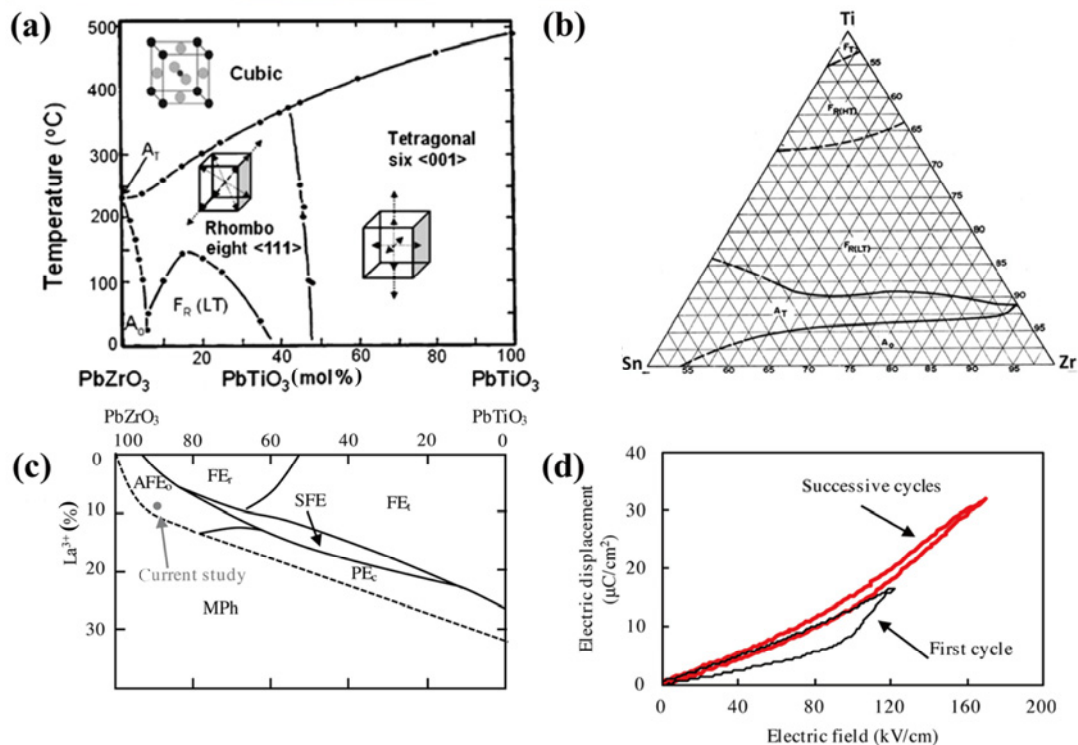 (a)
Temperature (°C)
500
400
300
200
100
0
Cubic
A_T
Rhombo
eight <111>
Tetragonal
six <001>
A_O
F_R (LT)
20 40 60 80 100
PbZrO₃ PbTiO₃(mol%) PbTiO₃
(b)
Ti
F_T
55
F_R(HT)
60
65
70
75
80
F_R(LT)
85
90
A_T
95
A_o
Sn Zr
55 60 65 70 75 80 85 90 95
(c)
PbZrO₃ PbTiO₃
100 80 60 40 20 0
La³⁺(%)
0
10
20
30
AFE_o
FE_r
SFE
FE_t
Current study
PE_c
MPh
(d)
Electric displacement
(μC/cm²)
40
30
20
10
0
Successive cycles
First cycle
0 40 80 120 160 200
Electric field (kV/cm)